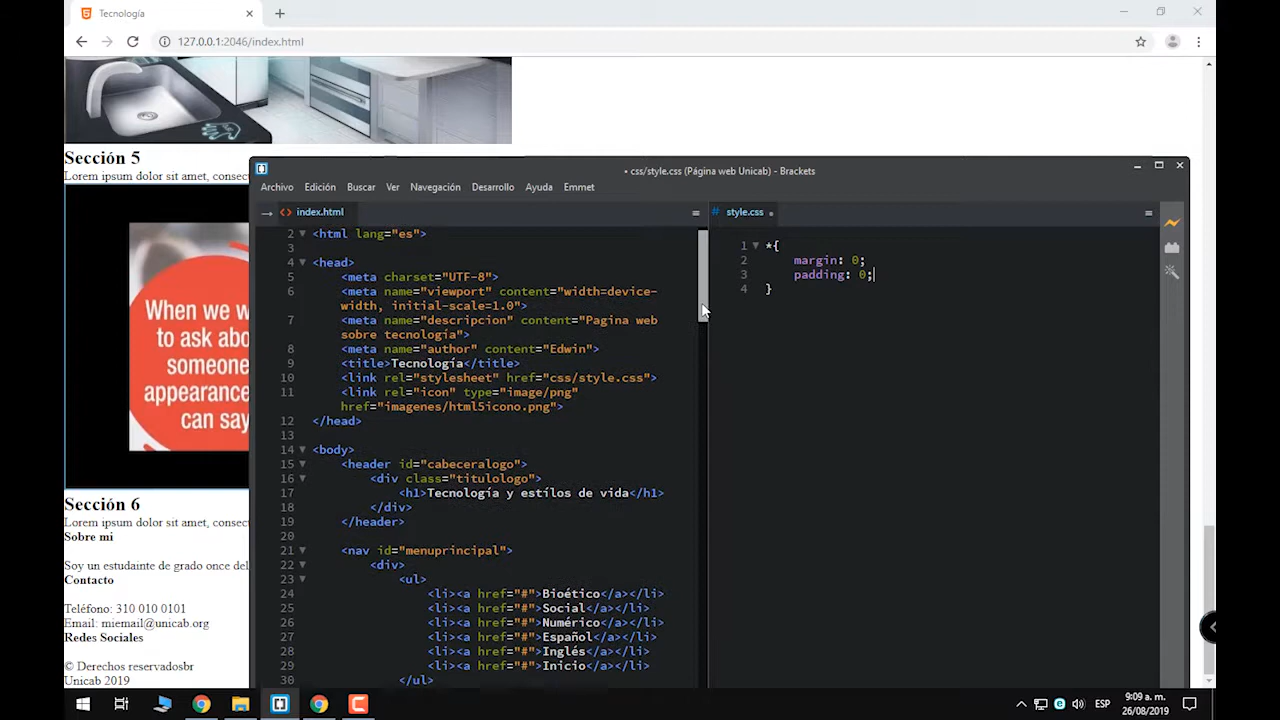 Tecnología
127.0.0.1:2046/index.html
Sección 5
Lorem ipsum dolor sit amet, consect
When we w
to ask abo
someone
appearance
can say
Sección 6
Lorem ipsum dolor sit amet, consect
Sobre mi
Soy un estudainte de grado once del
Contacto
Teléfono: 310 010 0101
Email: miemail@unicab.org
Redes Sociales
© Derechos reservadosbr
Unicab 2019
• css/style.css (Página web Unicab) - Brackets
Archivo Edición Buscar Ver Navegación Desarrollo Ayuda Emmet
index.html
2 <html lang="es">
3
4 <head>
5 <meta charset="UTF-8">
6 <meta name="viewport" content="width=device-
width, initial-scale=1.0">
7 <meta name="descripcion" content="Pagina web
sobre tecnologia">
8 <meta name="author" content="Edwin">
9 <title>Tecnología</title>
10 <link rel="stylesheet" href="css/style.css">
11 <link rel="icon" type="image/png"
href="imagenes/html5icono.png">
12 </head>
13
14 <body>
15 <header id="cabeceralogo">
16 <div class="titulologo">
17 <h1>Tecnología y estílos de vida</h1>
18 </div>
19 </header>
20
21 <nav id="menuprincipal">
22 <div>
23 <ul>
24 <li><a href="#">Bioético</a></li>
25 <li><a href="#">Social</a></li>
26 <li><a href="#">Numérico</a></li>
27 <li><a href="#">Español</a></li>
28 <li><a href="#">Inglés</a></li>
29 <li><a href="#">Inicio</a></li>
30 </ul>
# style.css •
1 *{
2 margin: 0;
3 padding: 0;
4 }
ESP
9:09 a. m.
26/08/2019